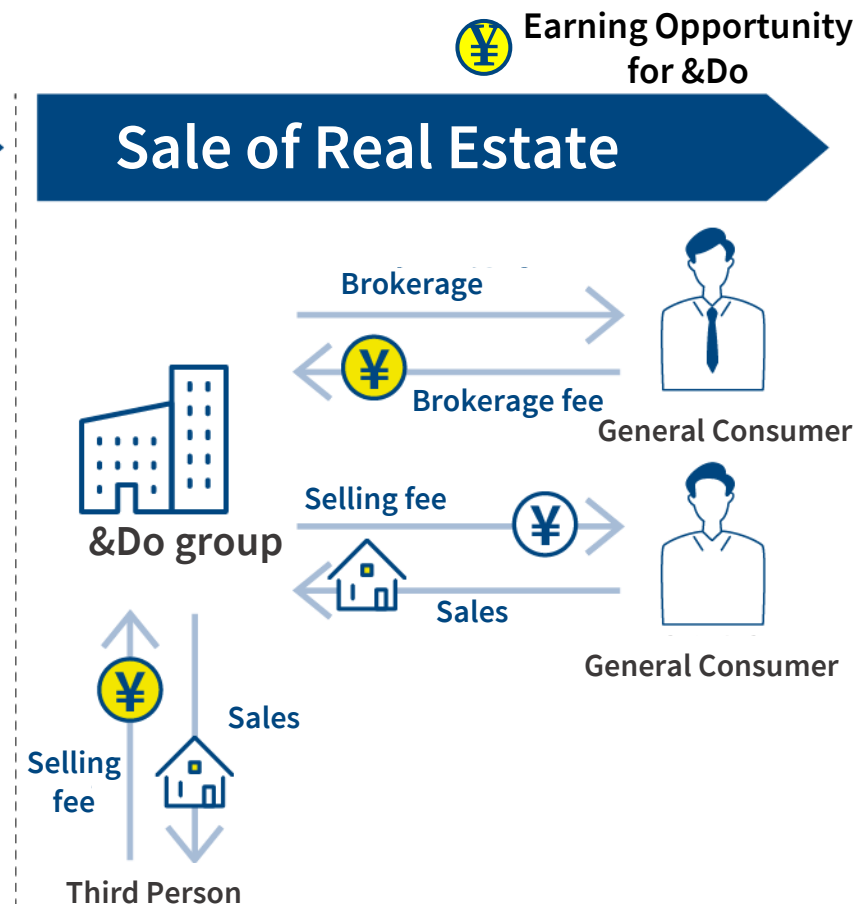 ¥ Earning Opportunity
for &Do
Sale of Real Estate
Brokerage
¥
Brokerage fee
General Consumer
Selling fee
¥
&Do group
Sales
General Consumer
¥
Sales
Selling
fee
Third Person